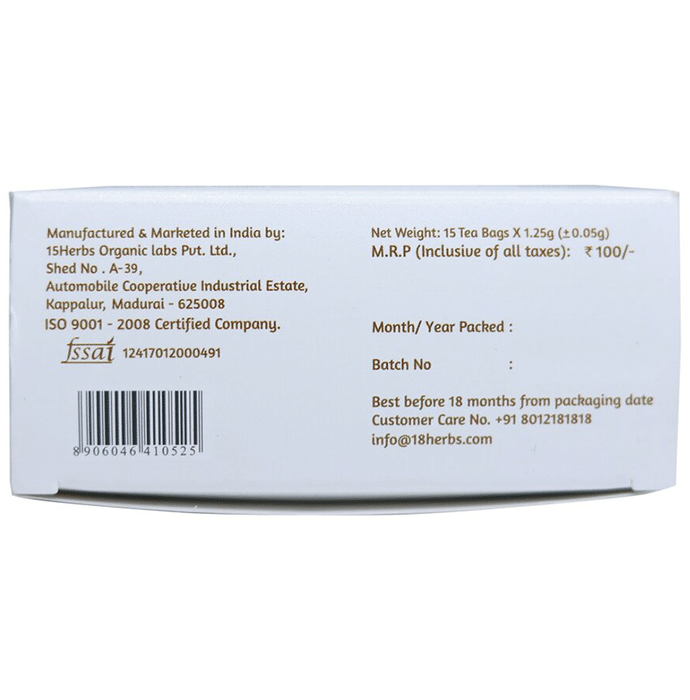 Manufactured & Marketed in India by:
15Herbs Organic labs Pvt. Ltd.,
Shed No . A-39,
Automobile Cooperative Industrial Estate,
Kappalur, Madurai - 625008
ISO 9001 - 2008 Certified Company.
fssai 12417012000491
8 906046 410525
Net Weight: 15 Tea Bags X 1.25g (±0.05g)
M.R.P (Inclusive of all taxes): ₹ 100/-
Month/ Year Packed :
Batch No :
Best before 18 months from packaging date
Customer Care No. +91 8012181818
info@18herbs.com